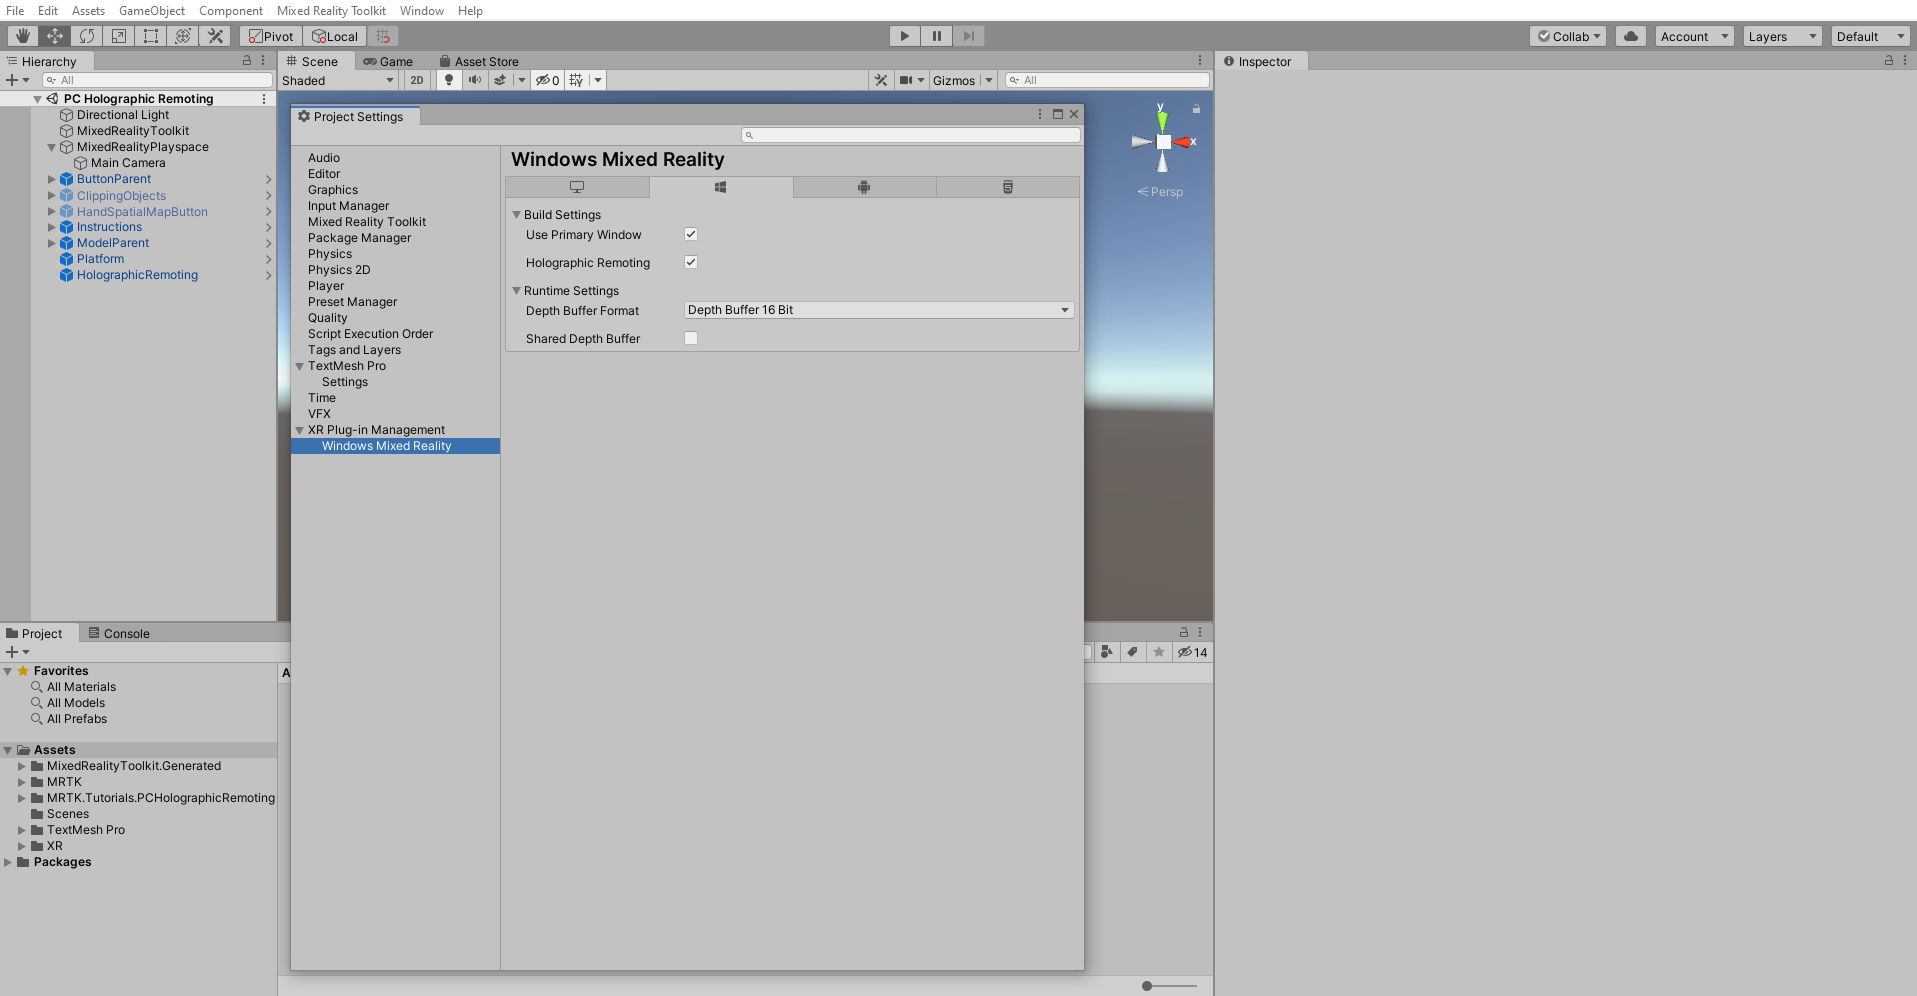 File Edit Assets GameObject Component Mixed Reality Toolkit Window Help
Pivot Local Collab Account Layers Default
Hierarchy
All
PC Holographic Remoting
Directional Light
MixedRealityToolkit
MixedRealityPlayspace
Main Camera
ButtonParent
ClippingObjects
HandSpatialMapButton
Instructions
ModelParent
Platform
HolographicRemoting
Scene Game Asset Store
Shaded 2D 0 Gizmos All
y
x
Persp
Inspector
Project Settings
Audio
Editor
Graphics
Input Manager
Mixed Reality Toolkit
Package Manager
Physics
Physics 2D
Player
Preset Manager
Quality
Script Execution Order
Tags and Layers
TextMesh Pro
Settings
Time
VFX
XR Plug-in Management
Windows Mixed Reality
Windows Mixed Reality
Build Settings
Use Primary Window
Holographic Remoting
Runtime Settings
Depth Buffer Format Depth Buffer 16 Bit
Shared Depth Buffer
Project Console
14
Favorites
All Materials
All Models
All Prefabs
Assets
MixedRealityToolkit.Generated
MRTK
MRTK.Tutorials.PCHolographicRemoting
Scenes
TextMesh Pro
XR
Packages